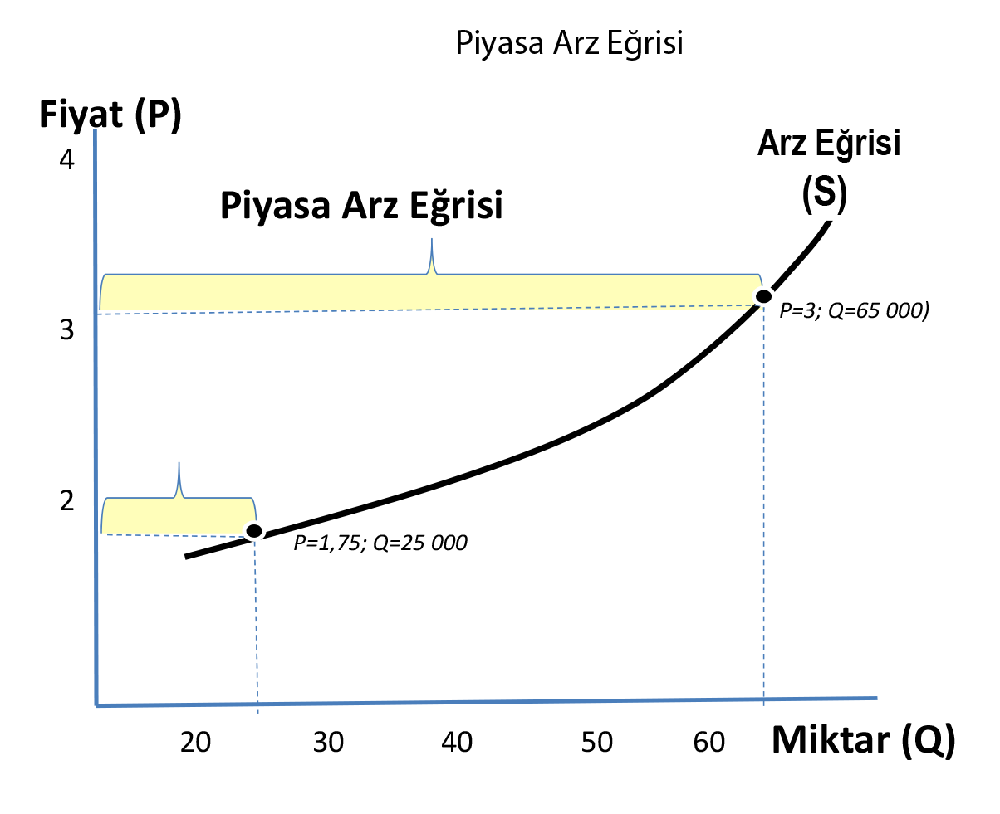 Piyasa Arz Eğrisi
Fiyat (P)
4
Arz Eğrisi
(S)
Piyasa Arz Eğrisi
P=3; Q=65 000)
3
2
P=1,75; Q=25 000
20 30 40 50 60 Miktar (Q)